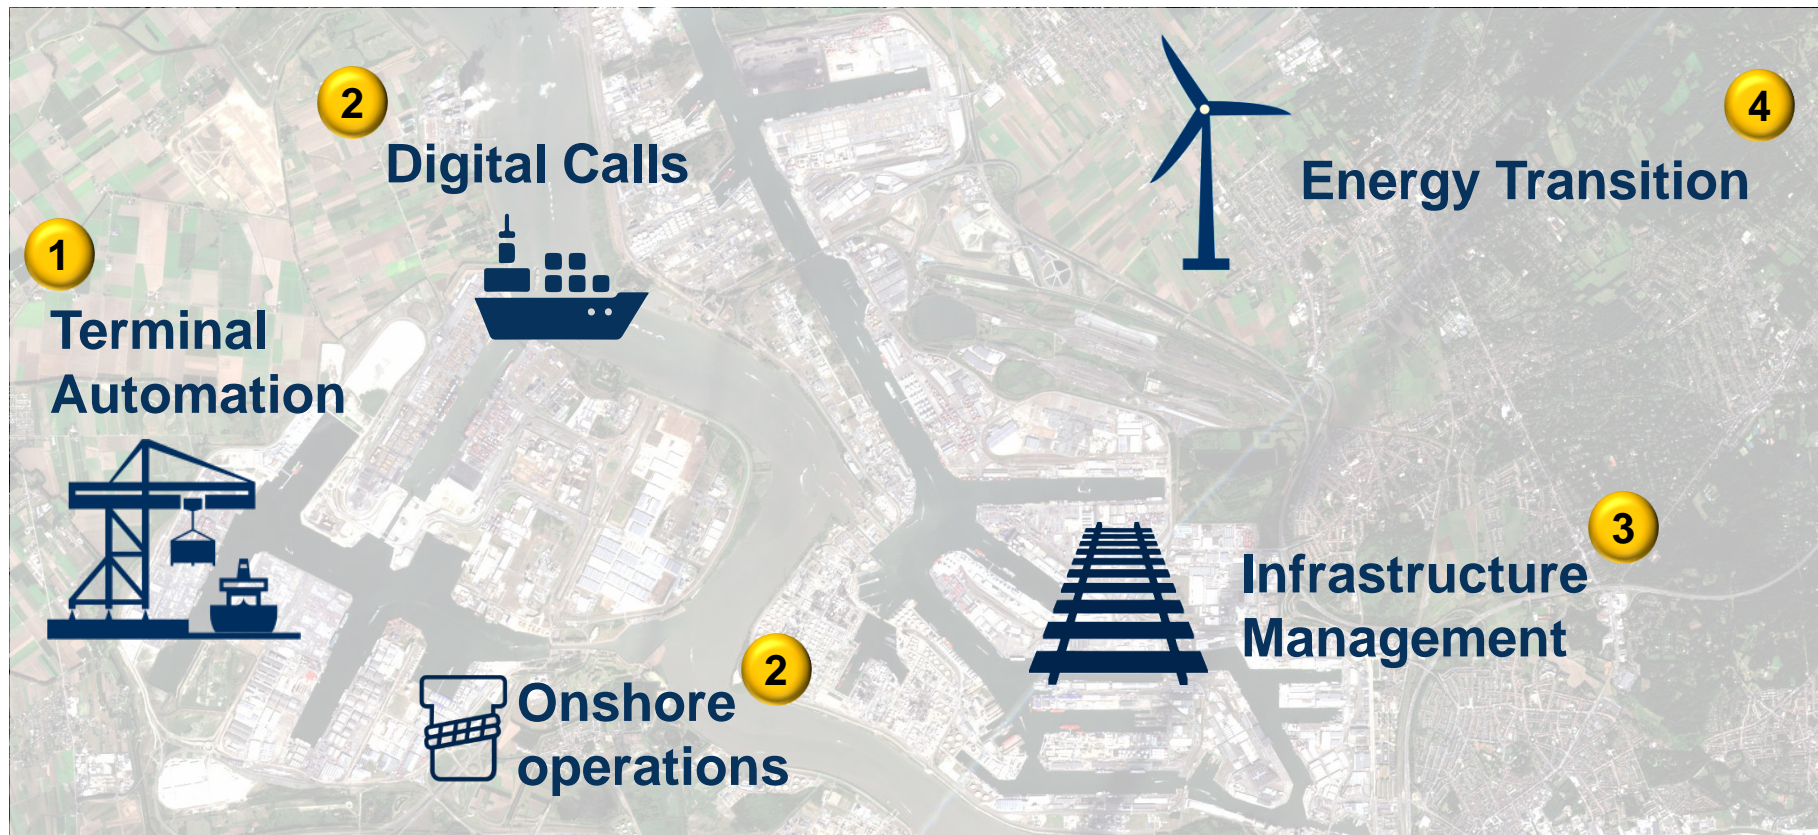 2
Digital Calls
4
Energy Transition
1
Terminal
Automation
3
Infrastructure
Management
2
Onshore
operations